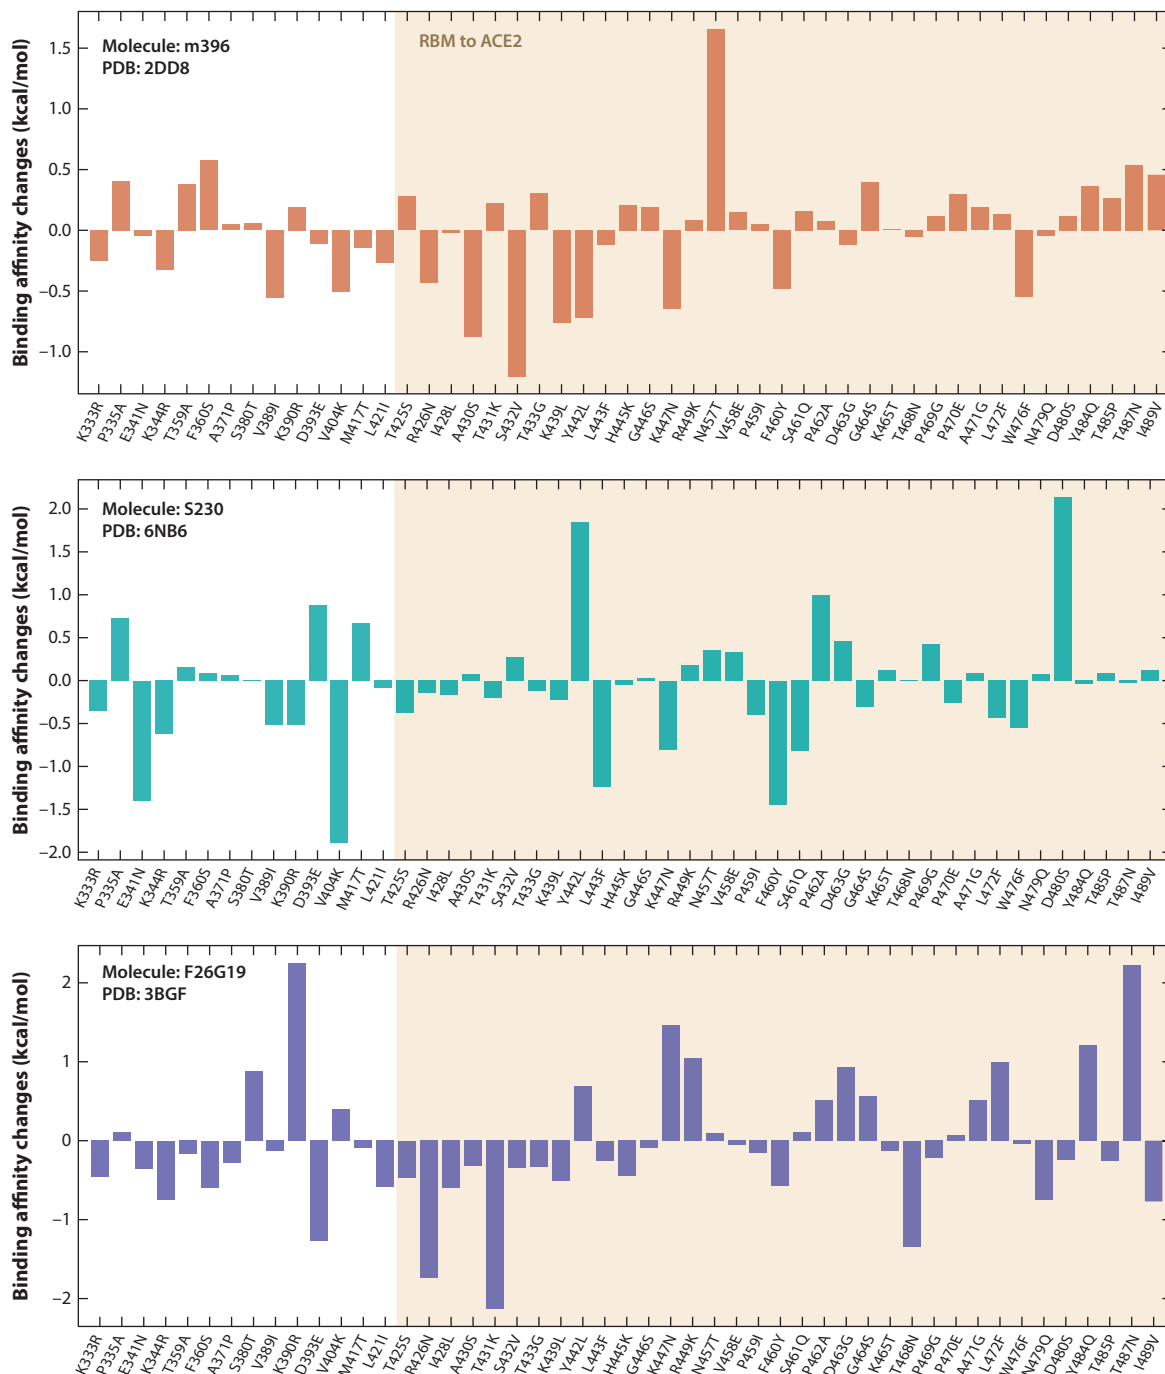 Binding affinity changes (kcal/mol)
Molecule: m396
PDB: 2DD8
RBM to ACE2
1.5
1.0
0.5
0.0
−0.5
−1.0
K333R P335A E341N K344R T359A F360S A371P S380T V389I K390R D393E V404K M417T L421I T425S R426N I428L A430S T431K S432V T433G K439L Y442L L443F H445K G446S K447N R449K N457T V458E P459I F460Y S461Q P462A D463G G464S K465T T468N P469G P470E A471G L472F W476F N479Q D480S Y484Q T485P T487N I489V
Binding affinity changes (kcal/mol)
Molecule: S230
PDB: 6NB6
2.0
1.5
1.0
0.5
0.0
−0.5
−1.0
−1.5
−2.0
K333R P335A E341N K344R T359A F360S A371P S380T V389I K390R D393E V404K M417T L421I T425S R426N I428L A430S T431K S432V T433G K439L Y442L L443F H445K G446S K447N R449K N457T V458E P459I F460Y S461Q P462A D463G G464S K465T T468N P469G P470E A471G L472F W476F N479Q D480S Y484Q T485P T487N I489V
Binding affinity changes (kcal/mol)
Molecule: F26G19
PDB: 3BGF
2
1
0
−1
−2
K333R P335A E341N K344R T359A F360S A371P S380T V389I K390R D393E V404K M417T L421I T425S R426N I428L A430S T431K S432V T433G K439L Y442L L443F H445K G446S K447N R449K N457T V458E P459I F460Y S461Q P462A D463G G464S K465T T468N P469G P470E A471G L472F W476F N479Q D480S Y484Q T485P T487N I489V